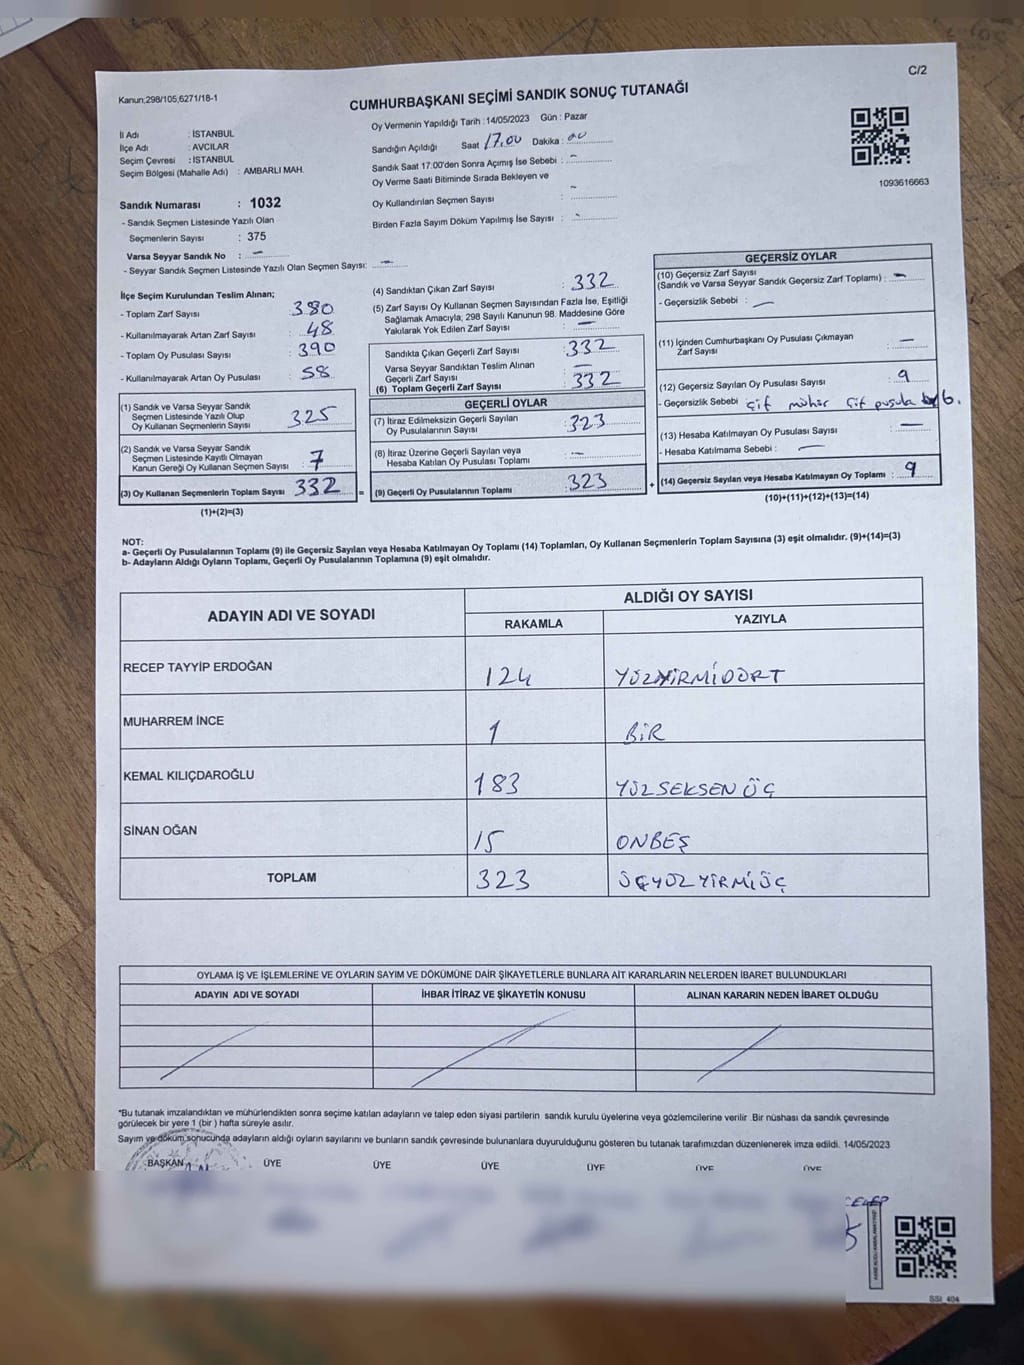 C/2
Kanun;298/105,6271/18-1
CUMHURBAŞKANI SEÇİMİ SANDIK SONUÇ TUTANAĞI
İl Adı : İSTANBUL
İlçe Adı : AVCILAR
Seçim Çevresi : İSTANBUL
Seçim Bölgesi (Mahalle Adı) : AMBARLI MAH.
Oy Vermenin Yapıldığı Tarih : 14/05/2023 Gün : Pazar
Sandığın Açıldığı Saat 17.00 Dakika : 00
Sandık Saat 17:00'den Sonra Açımış İse Sebebi : -
Oy Verme Saati Bitiminde Sırada Bekleyen ve
Oy Kullandırılan Seçmen Sayısı : -
Birden Fazla Sayım Döküm Yapılmış İse Sayısı : -
1093616663
Sandık Numarası : 1032
- Sandık Seçmen Listesinde Yazılı Olan
Seçmenlerin Sayısı : 375
Varsa Seyyar Sandık No : -
- Seyyar Sandık Seçmen Listesinde Yazılı Olan Seçmen Sayısı: -
İlçe Seçim Kurulundan Teslim Alınan;
- Toplam Zarf Sayısı : 380
- Kullanılmayarak Artan Zarf Sayısı : 48
- Toplam Oy Pusulası Sayısı : 390
- Kullanılmayarak Artan Oy Pusulası : 58
(1) Sandık ve Varsa Seyyar Sandık
Seçmen Listesinde Yazılı Olup
Oy Kullanan Seçmenlerin Sayısı : 325
(2) Sandık ve Varsa Seyyar Sandık
Seçmen Listesinde Kayıtlı Olmayan
Kanun Gereği Oy Kullanan Seçmen Sayısı : 7
(3) Oy Kullanan Seçmenlerin Toplam Sayısı : 332 =
(1)+(2)=(3)
(4) Sandıktan Çıkan Zarf Sayısı : 332
(5) Zarf Sayısı Oy Kullanan Seçmen Sayısından Fazla İse, Eşitliği
Sağlamak Amacıyla, 298 Sayılı Kanunun 98. Maddesine Göre
Yakılarak Yok Edilen Zarf Sayısı : -
Sandıkta Çıkan Geçerli Zarf Sayısı : 332
Varsa Seyyar Sandıktan Teslim Alınan
Geçerli Zarf Sayısı : -
(6) Toplam Geçerli Zarf Sayısı : 332
GEÇERLİ OYLAR
(7) İtiraz Edilmeksizin Geçerli Sayılan
Oy Pusulalarının Sayısı : 323
(8) İtiraz Üzerine Geçerli Sayılan veya
Hesaba Katılan Oy Pusulası Toplamı : -
(9) Geçerli Oy Pusulalarının Toplamı : 323 +
GEÇERSİZ OYLAR
(10) Geçersiz Zarf Sayısı
(Sandık ve Varsa Seyyar Sandık Geçersiz Zarf Toplamı) : -
- Geçersizlik Sebebi : -
(11) İçinden Cumhurbaşkanı Oy Pusulası Çıkmayan
Zarf Sayısı : -
(12) Geçersiz Sayılan Oy Pusulası Sayısı : 9
- Geçersizlik Sebebi : çif mühür çif pusula 6.
(13) Hesaba Katılmayan Oy Pusulası Sayısı : -
- Hesaba Katılmama Sebebi : -
(14) Geçersiz Sayılan veya Hesaba Katılmayan Oy Toplamı : 9
(10)+(11)+(12)+(13)=(14)
NOT:
a- Geçerli Oy Pusulalarının Toplamı (9) ile Geçersiz Sayılan veya Hesaba Katılmayan Oy Toplamı (14) Toplamları, Oy Kullanan Seçmenlerin Toplam Sayısına (3) eşit olmalıdır. (9)+(14)=(3)
b- Adayların Aldığı Oyların Toplamı, Geçerli Oy Pusulalarının Toplamına (9) eşit olmalıdır.
ADAYIN ADI VE SOYADI
ALDIĞI OY SAYISI
RAKAMLA YAZIYLA
RECEP TAYYİP ERDOĞAN 124 YÜZYİRMİDÖRT
MUHARREM İNCE 1 BİR
KEMAL KILIÇDAROĞLU 183 YÜZSEKSEN ÜÇ
SİNAN OĞAN 15 ONBEŞ
TOPLAM 323 ÜÇYÜZYİRMİÜÇ
OYLAMA İŞ VE İŞLEMLERİNE VE OYLARIN SAYIM VE DÖKÜMÜNE DAİR ŞİKAYETLERLE BUNLARA AİT KARARLARIN NELERDEN İBARET BULUNDUKLARI
ADAYIN ADI VE SOYADI İHBAR İTİRAZ VE ŞİKAYETİN KONUSU ALINAN KARARIN NEDEN İBARET OLDUĞU
*Bu tutanak imzalandıktan ve mühürlendikten sonra seçime katılan adayların ve talep eden siyasi partilerin sandık kurulu üyelerine veya gözlemcilerine verilir .Bir nüshası da sandık çevresinde
görülecek bir yere 1 (bir ) hafta süreyle asılır.
Sayım ve döküm sonucunda adayların aldığı oyların sayılarını ve bunların sandık çevresinde bulunanlara duyurulduğunu gösteren bu tutanak tarafımızdan düzenlenerek imza edildi. 14/05/2023
BAŞKAN ÜYE ÜYE ÜYE ÜYE ÜYE ÜYE
SSI_404